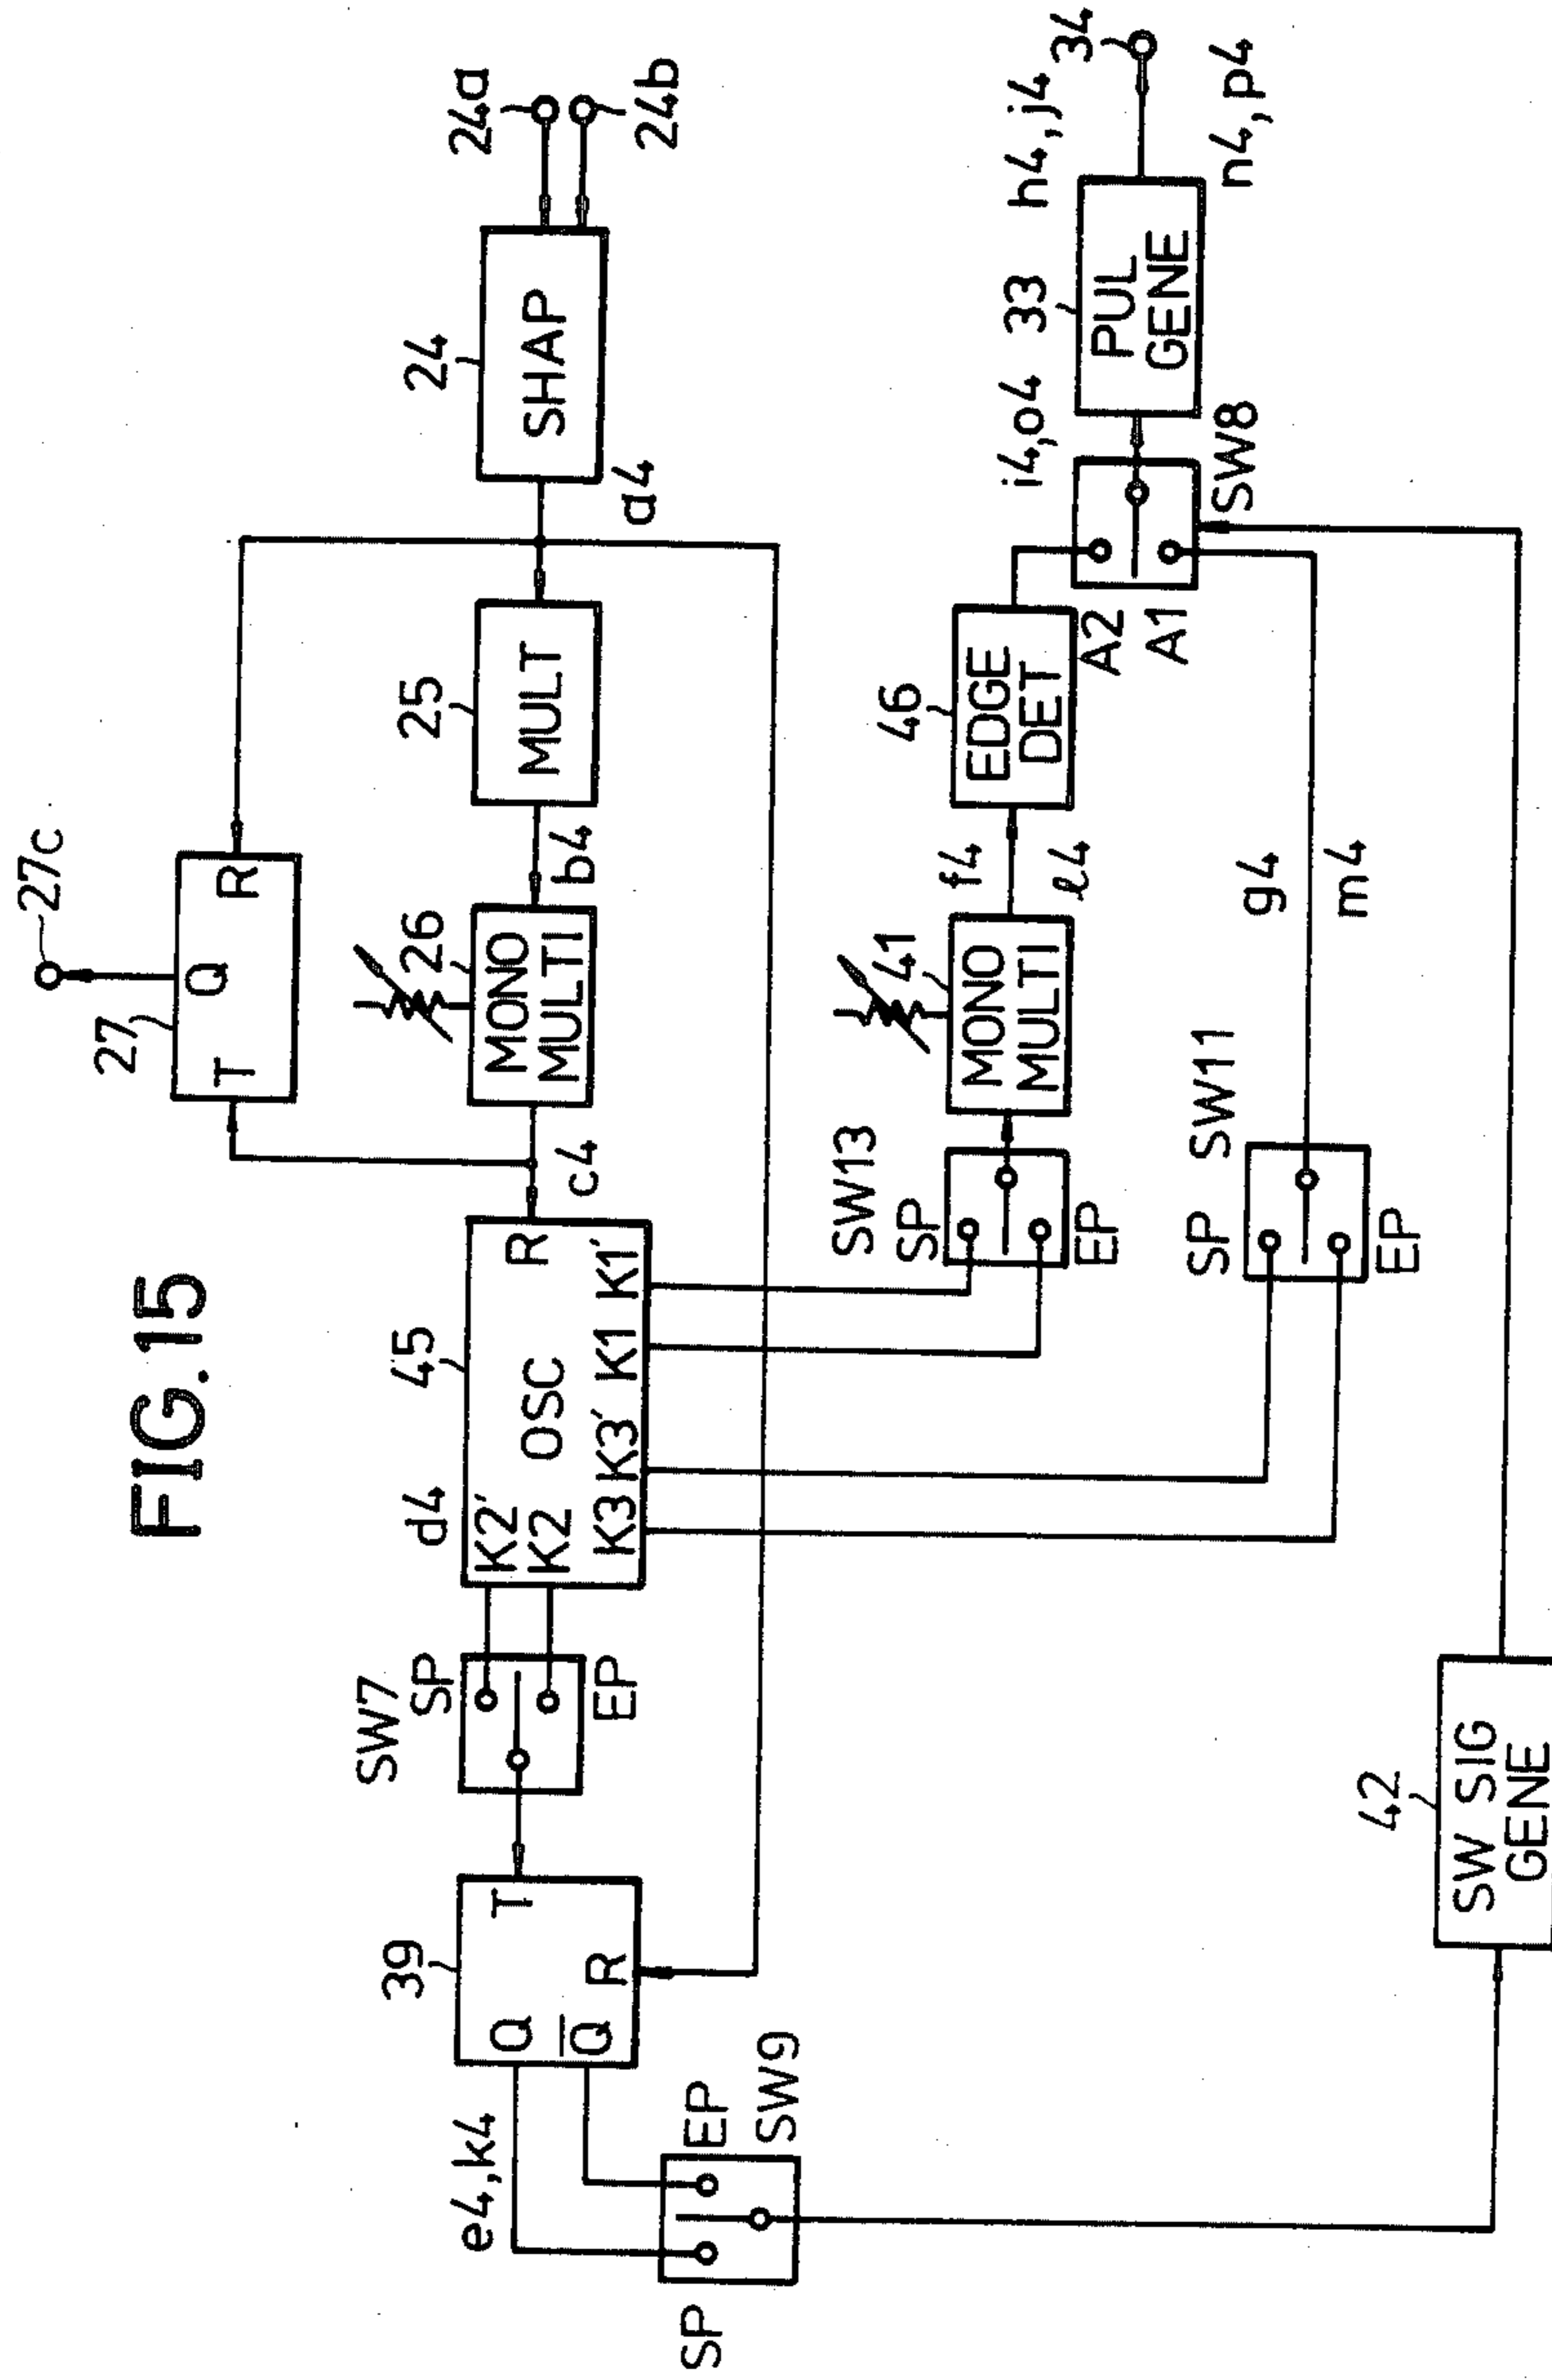 FIG.15
24a
24b
24
SHAP
a4
27c
27
T
Q
R
25
MULT
b4
26
MONO
MULTI
c4
45
d4
R
OSC
K2'
K2
K3
K3'
K1
K1'
SW7
SP
EP
39
T
Q
Q
R
e4,k4
SP
EP
SW9
SW13
SP
EP
41
MONO
MULTI
f4
ℓ4
46
EDGE
DET
A2
A1
SW8
i4,o4
33
PUL
GENE
h4,j4
n4,p4
34
SW11
SP
EP
g4
m4
42
SW SIG
GENE